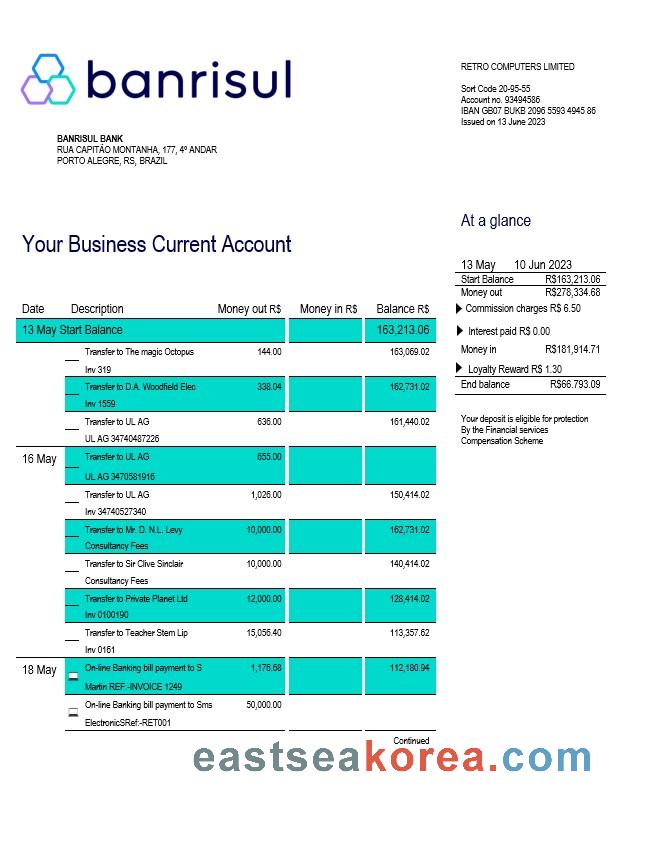 banrisul
RETRO COMPUTERS LIMITED
Sort Code 20-95-55
Account no. 93494586
IBAN GB07 BUKB 2096 5593 4945 86
Issued on 13 June 2023
BANRISUL BANK
RUA CAPITÃO MONTANHA, 177, 4º ANDAR
PORTO ALEGRE, RS, BRAZIL
At a glance
Your Business Current Account
13 May 10 Jun 2023
Start Balance R$163,213.06
Money out R$278,334.68
Commission charges R$ 6.50
Interest paid R$ 0.00
Money in R$181,914.71
Loyalty Reward R$ 1.30
End balance R$66.793.09
Your deposit is eligible for protection
By the Financial services
Compensation Scheme
Date Description Money out R$ Money in R$ Balance R$
13 May Start Balance 163,213.06
Transfer to The magic Octopus 144.00 163,069.02
Inv 319
Transfer to D.A. Woodfield Elec 338.04 162,731.02
Inv 1559
Transfer to UL AG 636.00 161,440.02
UL AG 34740487226
16 May Transfer to UL AG 655.00
UL AG 3470581916
Transfer to UL AG 1,026.00 150,414.02
Inv 34740527340
Transfer to Mr. D. N.L. Levy 10,000.00 162,731.02
Consultancy Fees
Transfer to Sir Clive Sinclair 10,000.00 140,414.02
Consultancy Fees
Transfer to Private Planet Ltd 12,000.00 128,414.02
Inv 0100190
Transfer to Teacher Stem Lip 15,056.40 113,357.62
Inv 0161
18 May On-line Banking bill payment to S 1,176.68 112,180.94
Martin REF:-INVOICE 1249
On-line Banking bill payment to Sms 50,000.00
ElectronicSRef:-RET001
Continued
eastseakorea.com